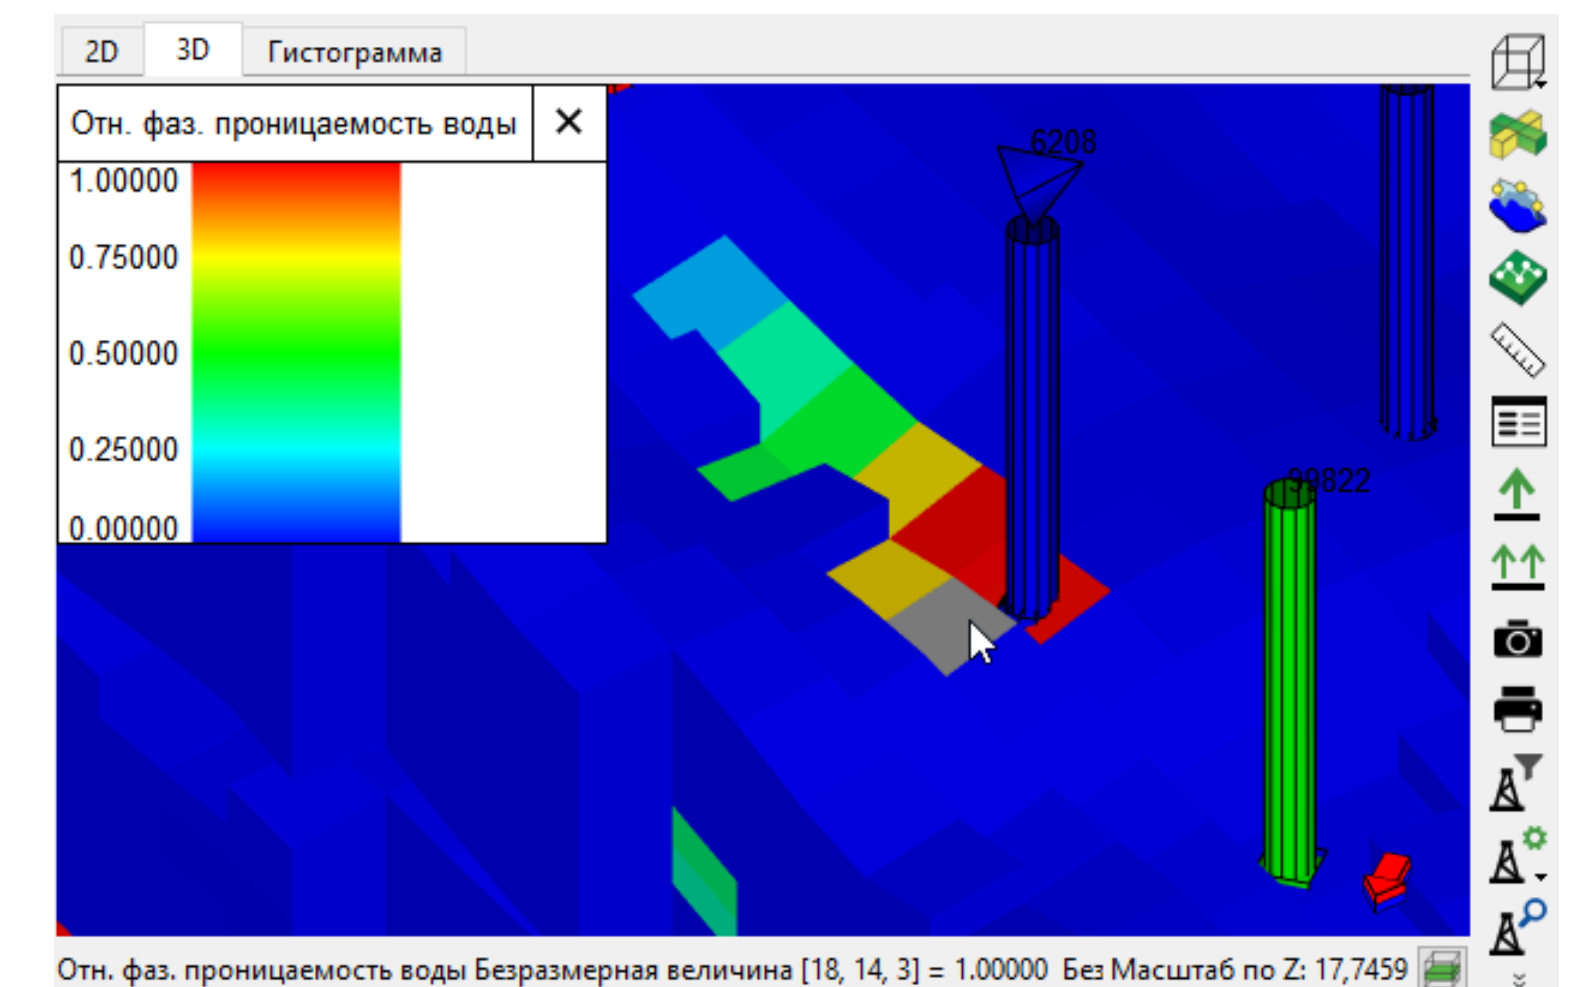 2D 3D Гистограмма
Отн. фаз. проницаемость воды
1.00000
0.75000
0.50000
0.25000
0.00000
6208
99822
Отн. фаз. проницаемость воды Безразмерная величина [18, 14, 3] = 1.00000 Без Масштаб по Z: 17,7459